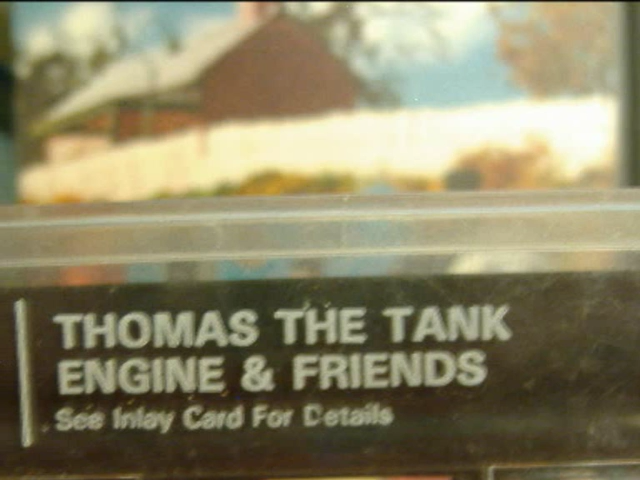 THOMAS THE TANK
ENGINE & FRIENDS
See Inlay Card For Details